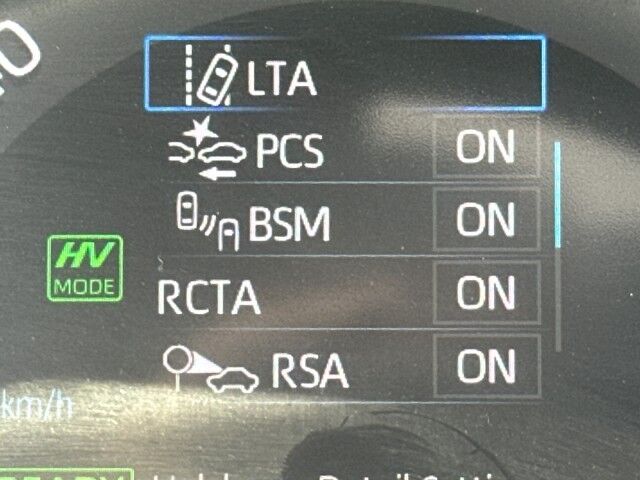 LTA
PCS ON
BSM ON
HV
MODE
RCTA ON
RSA ON
km/h